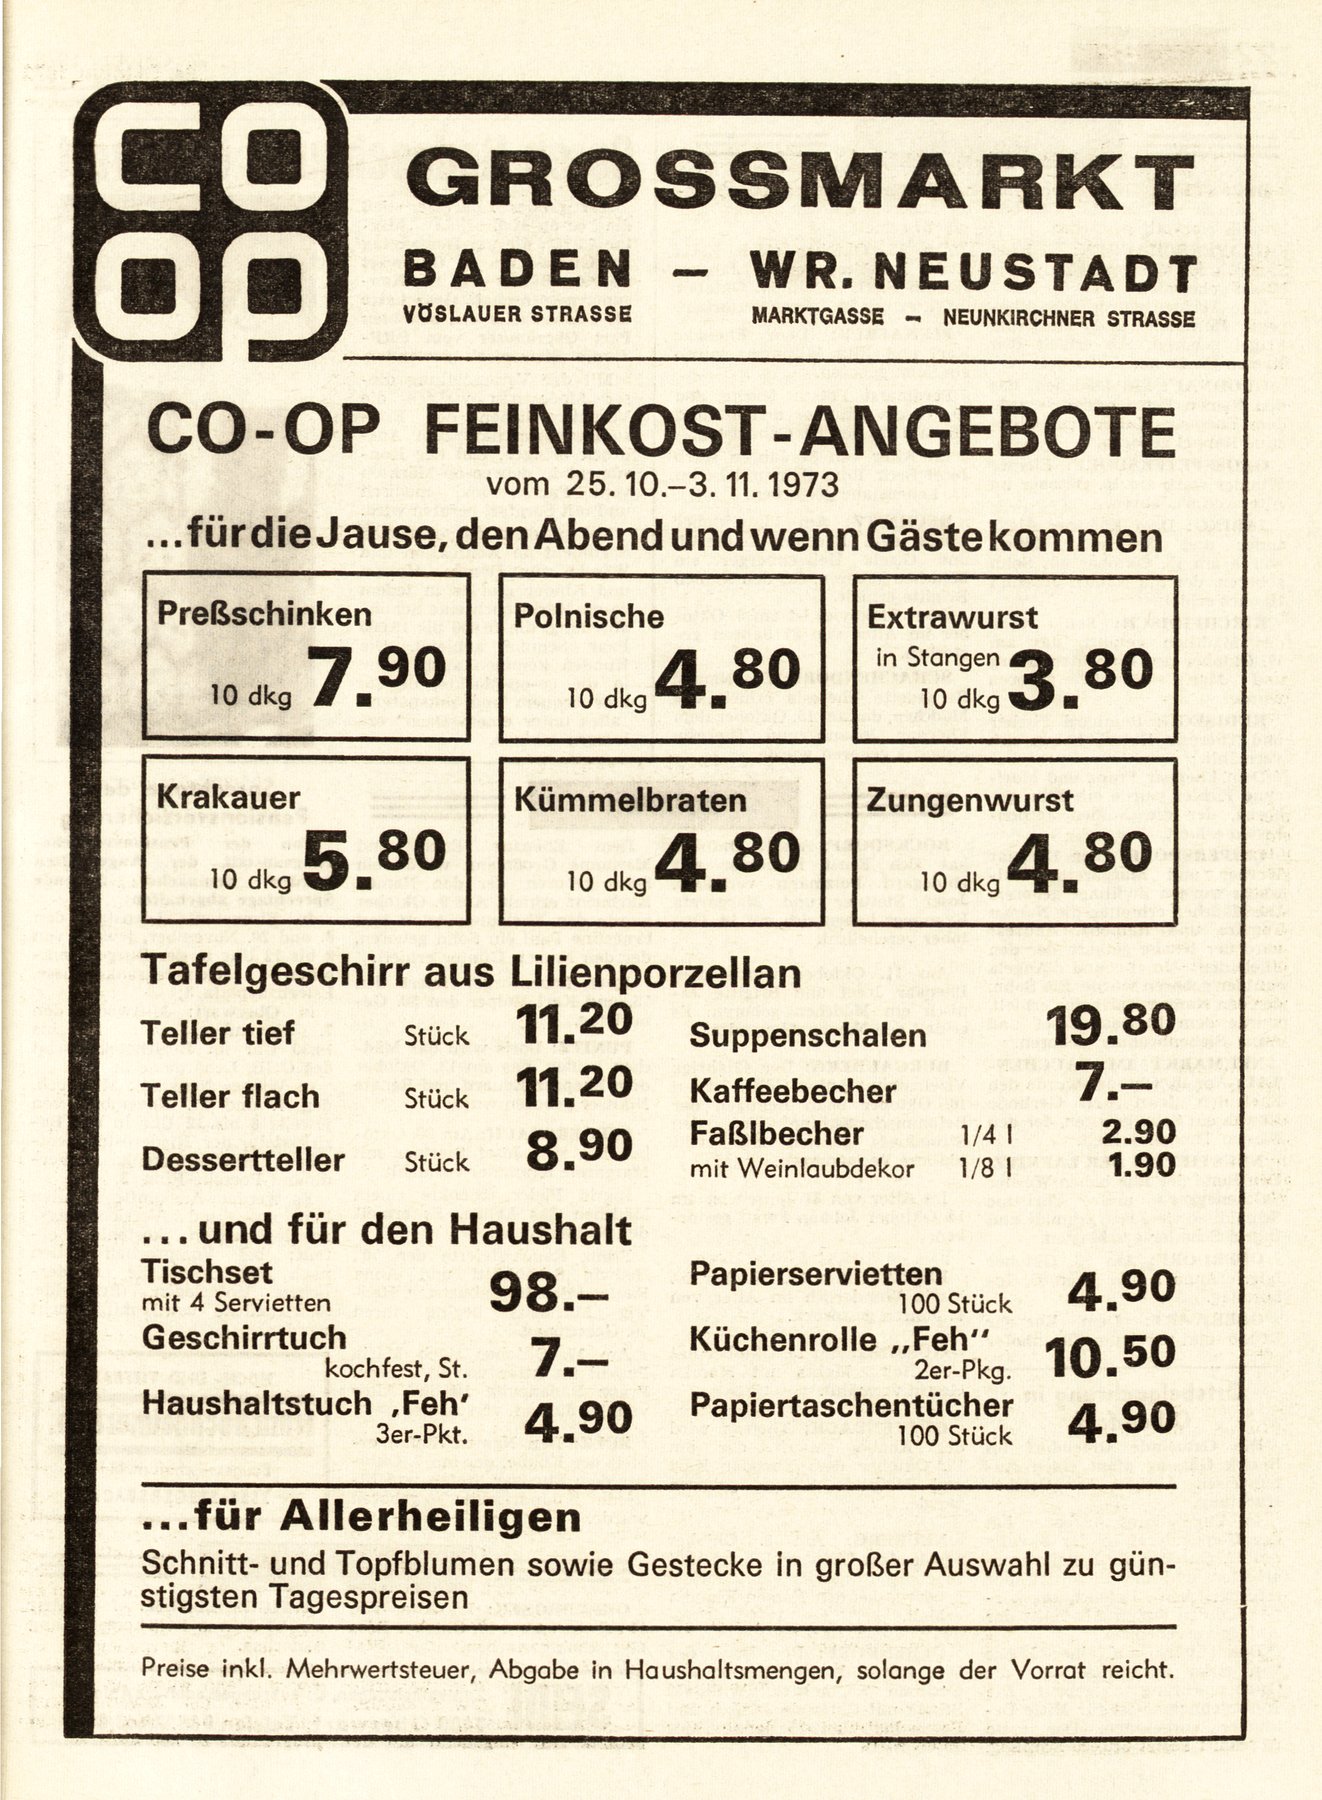 CO
OP
GROSSMARKT
BADEN – WR. NEUSTADT
VÖSLAUER STRASSE MARKTGASSE – NEUNKIRCHNER STRASSE
CO-OP FEINKOST-ANGEBOTE
vom 25. 10.–3. 11. 1973
...für die Jause, den Abend und wenn Gäste kommen
Preßschinken
10 dkg 7.90
Polnische
10 dkg 4.80
Extrawurst
in Stangen
10 dkg 3.80
Krakauer
10 dkg 5.80
Kümmelbraten
10 dkg 4.80
Zungenwurst
10 dkg 4.80
Tafelgeschirr aus Lilienporzellan
Teller tief Stück 11.20
Teller flach Stück 11.20
Dessertteller Stück 8.90
Suppenschalen 19.80
Kaffeebecher 7.–
Faßlbecher 1/4 l 2.90
mit Weinlaubdekor 1/8 l 1.90
... und für den Haushalt
Tischset
mit 4 Servietten 98.–
Geschirrtuch
kochfest, St. 7.–
Haushaltstuch ‚Feh'
3er-Pkt. 4.90
Papierservietten
100 Stück 4.90
Küchenrolle „Feh"
2er-Pkg. 10.50
Papiertaschentücher
100 Stück 4.90
...für Allerheiligen
Schnitt- und Topfblumen sowie Gestecke in großer Auswahl zu gün-
stigsten Tagespreisen
Preise inkl. Mehrwertsteuer, Abgabe in Haushaltsmengen, solange der Vorrat reicht.